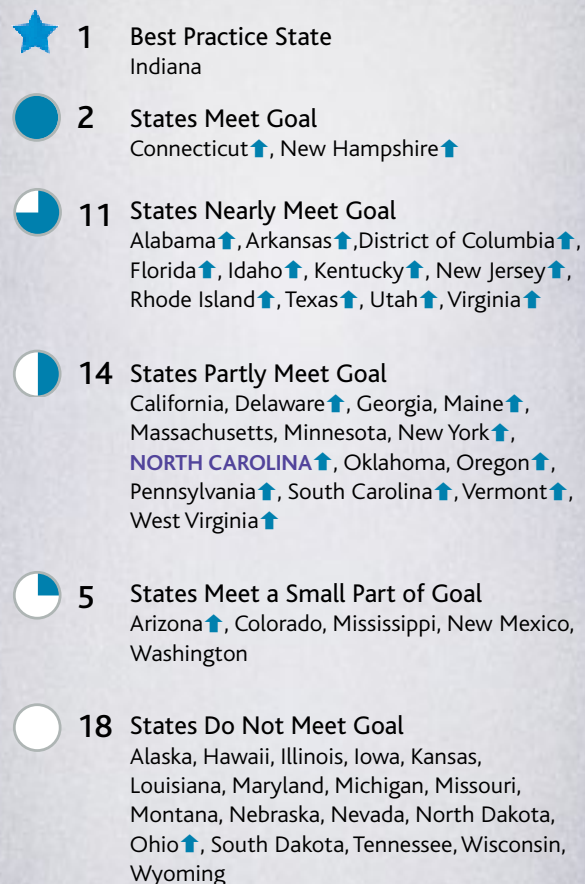 1 Best Practice State
Indiana
2 States Meet Goal
Connecticut⬆, New Hampshire⬆
11 States Nearly Meet Goal
Alabama⬆, Arkansas⬆,District of Columbia⬆,
Florida⬆, Idaho⬆, Kentucky⬆, New Jersey⬆,
Rhode Island⬆, Texas⬆, Utah⬆, Virginia⬆
14 States Partly Meet Goal
California, Delaware⬆, Georgia, Maine⬆,
Massachusetts, Minnesota, New York⬆,
NORTH CAROLINA⬆, Oklahoma, Oregon⬆,
Pennsylvania⬆, South Carolina⬆, Vermont⬆,
West Virginia⬆
5 States Meet a Small Part of Goal
Arizona⬆, Colorado, Mississippi, New Mexico,
Washington
18 States Do Not Meet Goal
Alaska, Hawaii, Illinois, Iowa, Kansas,
Louisiana, Maryland, Michigan, Missouri,
Montana, Nebraska, Nevada, North Dakota,
Ohio⬆, South Dakota, Tennessee, Wisconsin,
Wyoming